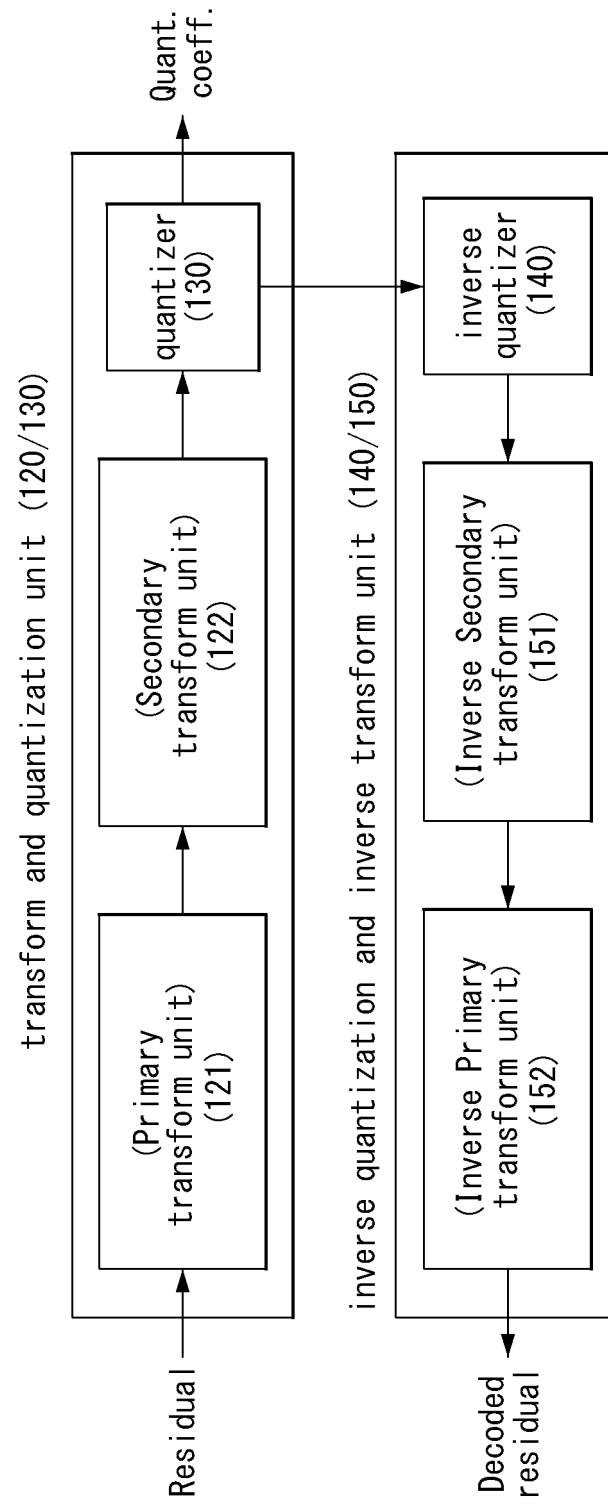 transform and quantization unit (120/130)
Residual
(Primary
transform unit)
(121)
(Secondary
transform unit)
(122)
quantizer
(130)
Quant.
coeff.
inverse quantization and inverse transform unit (140/150)
Decoded
residual
(Inverse Primary
transform unit)
(152)
(Inverse Secondary
transform unit)
(151)
inverse
quantizer
(140)